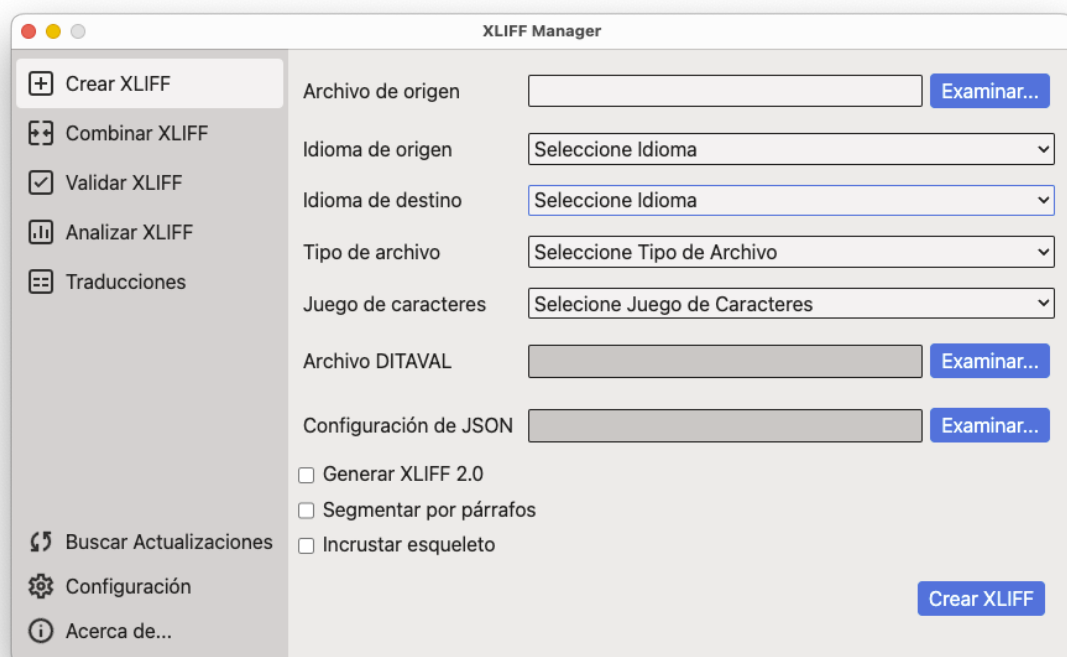 XLIFF Manager
Crear XLIFF
Combinar XLIFF
Validar XLIFF
Analizar XLIFF
Traducciones
Buscar Actualizaciones
Configuración
Acerca de...
Archivo de origen
Examinar...
Idioma de origen
Seleccione Idioma
Idioma de destino
Seleccione Idioma
Tipo de archivo
Seleccione Tipo de Archivo
Juego de caracteres
Selecione Juego de Caracteres
Archivo DITAVAL
Examinar...
Configuración de JSON
Examinar...
Generar XLIFF 2.0
Segmentar por párrafos
Incrustar esqueleto
Crear XLIFF